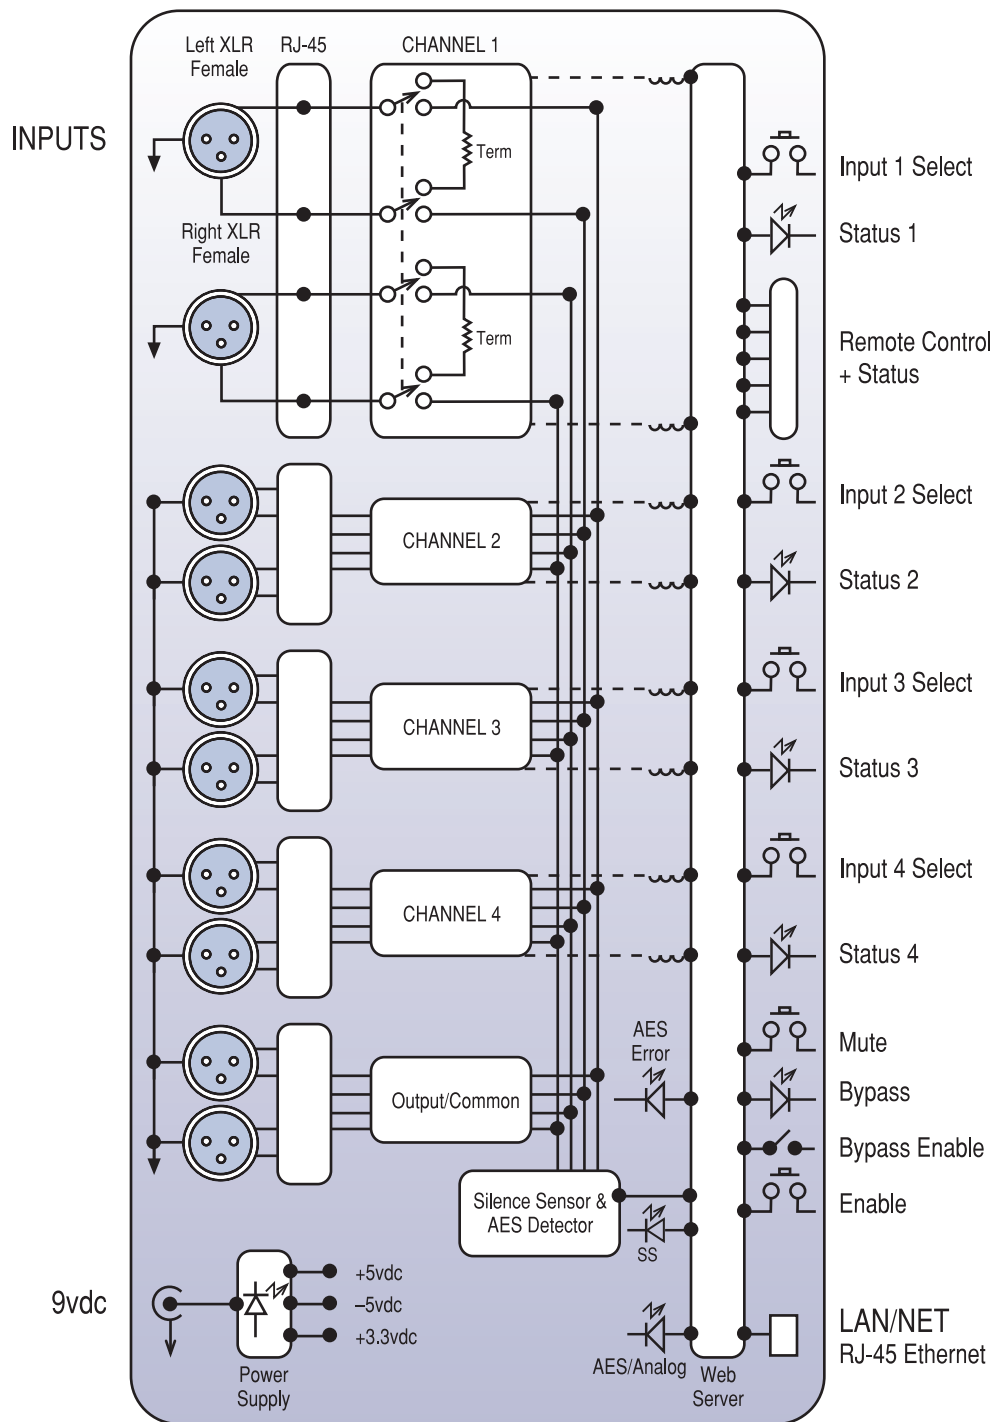 Left XLR
Female
RJ-45
CHANNEL 1
INPUTS
Term
Input 1 Select
Right XLR
Female
Status 1
Term
Remote Control
+ Status
Input 2 Select
CHANNEL 2
Status 2
Input 3 Select
CHANNEL 3
Status 3
Input 4 Select
CHANNEL 4
Status 4
AES
Error
Mute
Output/Common
Bypass
Bypass Enable
Silence Sensor &
AES Detector
Enable
SS
9vdc
+5vdc
–5vdc
+3.3vdc
Power
Supply
AES/Analog
Web
Server
LAN/NET
RJ-45 Ethernet